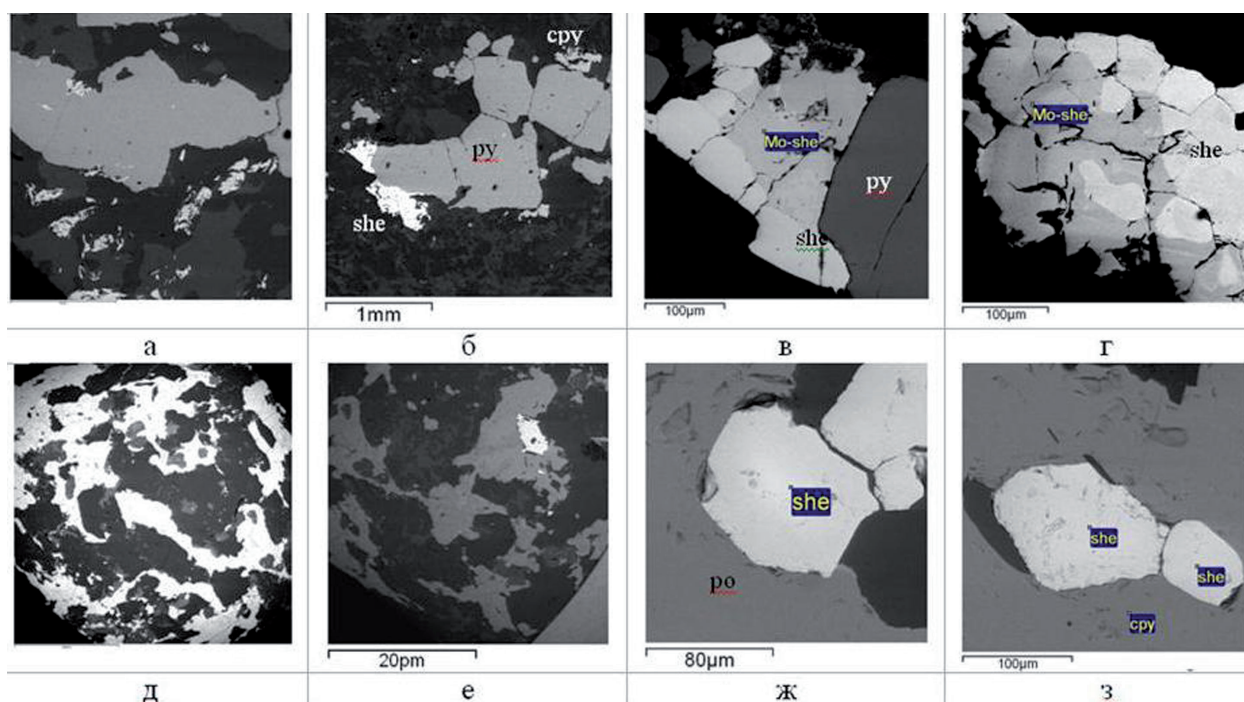 cpy
py
she
1mm
б
Mo-she
py
she
100µm
в
Mo-she
she
100µm
г
а
д
20pm
е
she
po
80µm
ж
she
she
cpy
100µm
з